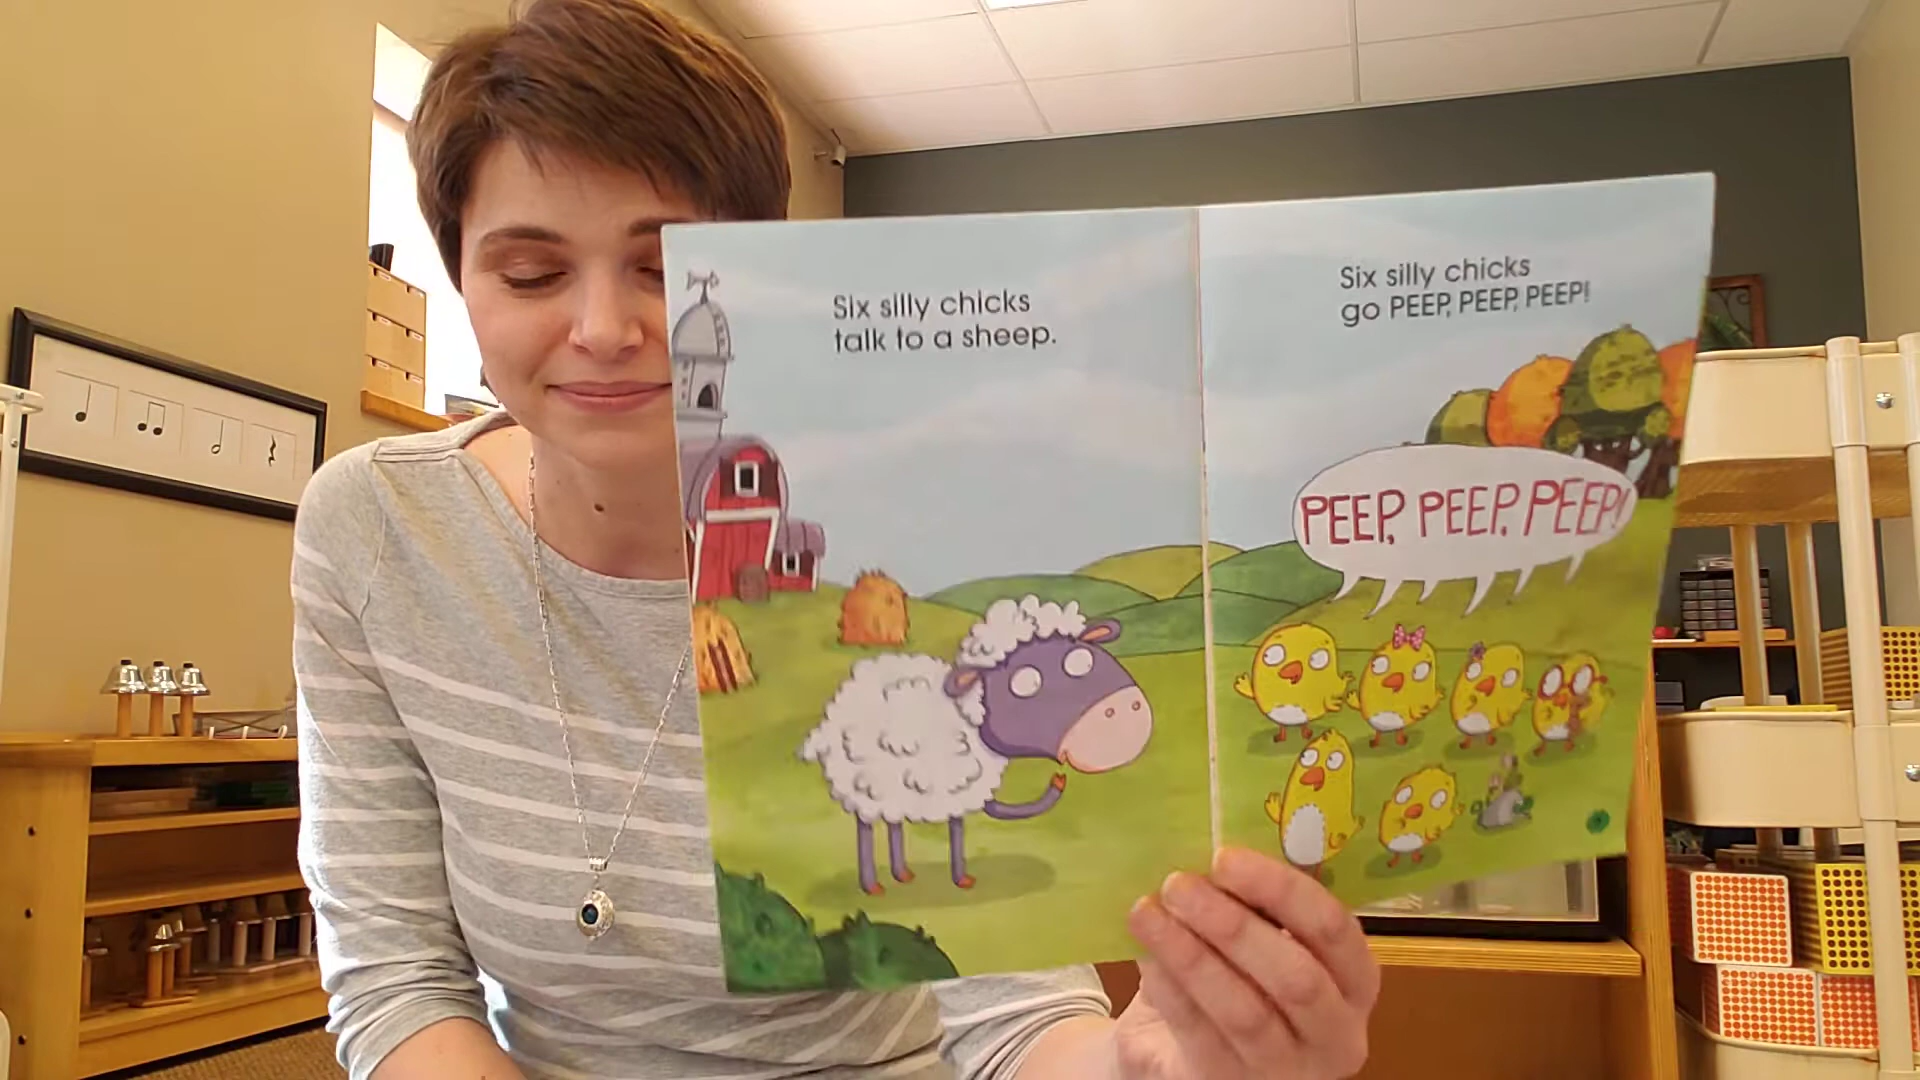 Six silly chicks
talk to a sheep.
Six silly chicks
go PEEP, PEEP, PEEP!
PEEP, PEEP, PEEP!